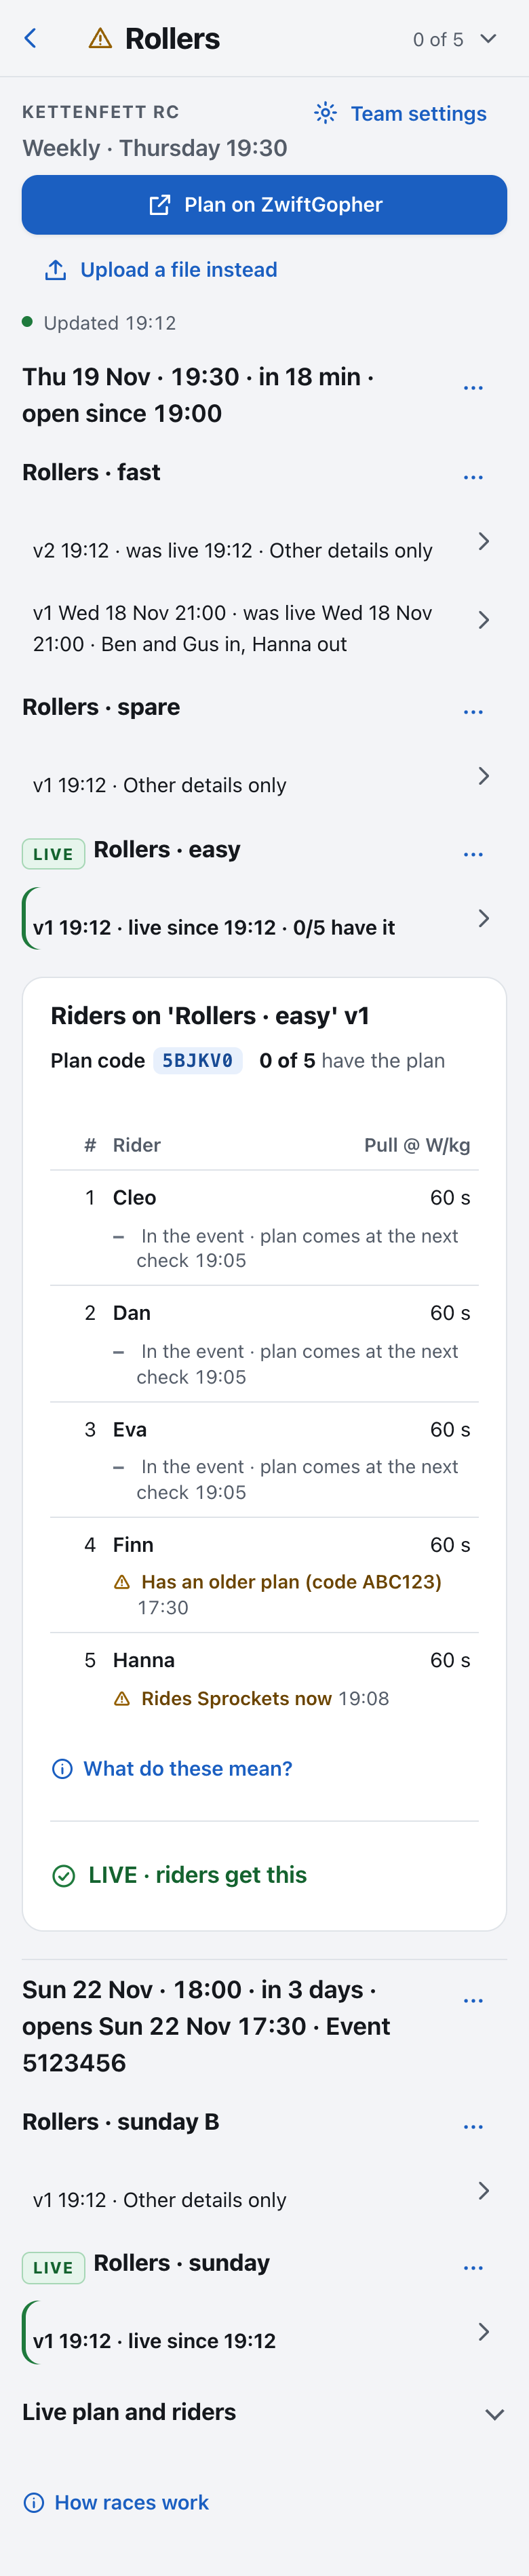 Rollers
0 of 5
KETTENFETT RC
Team settings
Weekly · Thursday 19:30
Plan on ZwiftGopher
Upload a file instead
Updated 19:12
Thu 19 Nov · 19:30 · in 18 min ·
open since 19:00
Rollers · fast
v2 19:12 · was live 19:12 · Other details only
v1 Wed 18 Nov 21:00 · was live Wed 18 Nov
21:00 · Ben and Gus in, Hanna out
Rollers · spare
v1 19:12 · Other details only
LIVE Rollers · easy
v1 19:12 · live since 19:12 · 0/5 have it
Riders on 'Rollers · easy' v1
Plan code 5BJKV0 0 of 5 have the plan
# Rider Pull @ W/kg
1 Cleo 60 s
– In the event · plan comes at the next
check 19:05
2 Dan 60 s
– In the event · plan comes at the next
check 19:05
3 Eva 60 s
– In the event · plan comes at the next
check 19:05
4 Finn 60 s
Has an older plan (code ABC123)
17:30
5 Hanna 60 s
Rides Sprockets now 19:08
What do these mean?
LIVE · riders get this
Sun 22 Nov · 18:00 · in 3 days ·
opens Sun 22 Nov 17:30 · Event
5123456
Rollers · sunday B
v1 19:12 · Other details only
LIVE Rollers · sunday
v1 19:12 · live since 19:12
Live plan and riders
How races work